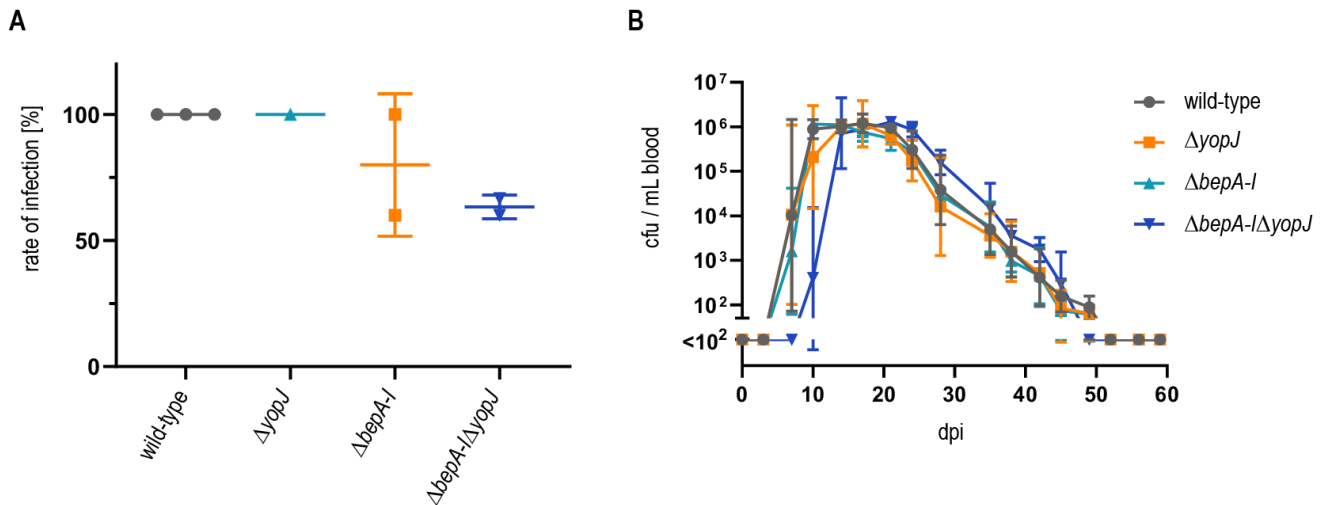 A
rate of infection [%]
100
50
0
wild-type
ΔyopJ
ΔbepA-I
ΔbepA-IΔyopJ
B
cfu / mL blood
10⁷
10⁶
10⁵
10⁴
10³
10²
<10²
0 10 20 30 40 50 60
dpi
wild-type
ΔyopJ
ΔbepA-I
ΔbepA-IΔyopJ